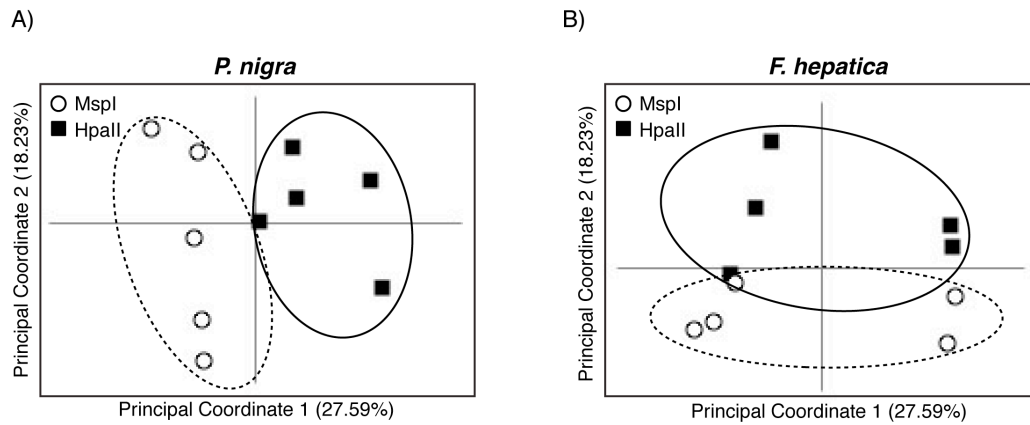 A)
P. nigra
MspI
HpaII
Principal Coordinate 2 (18.23%)
Principal Coordinate 1 (27.59%)
B)
F. hepatica
MspI
HpaII
Principal Coordinate 2 (18.23%)
Principal Coordinate 1 (27.59%)